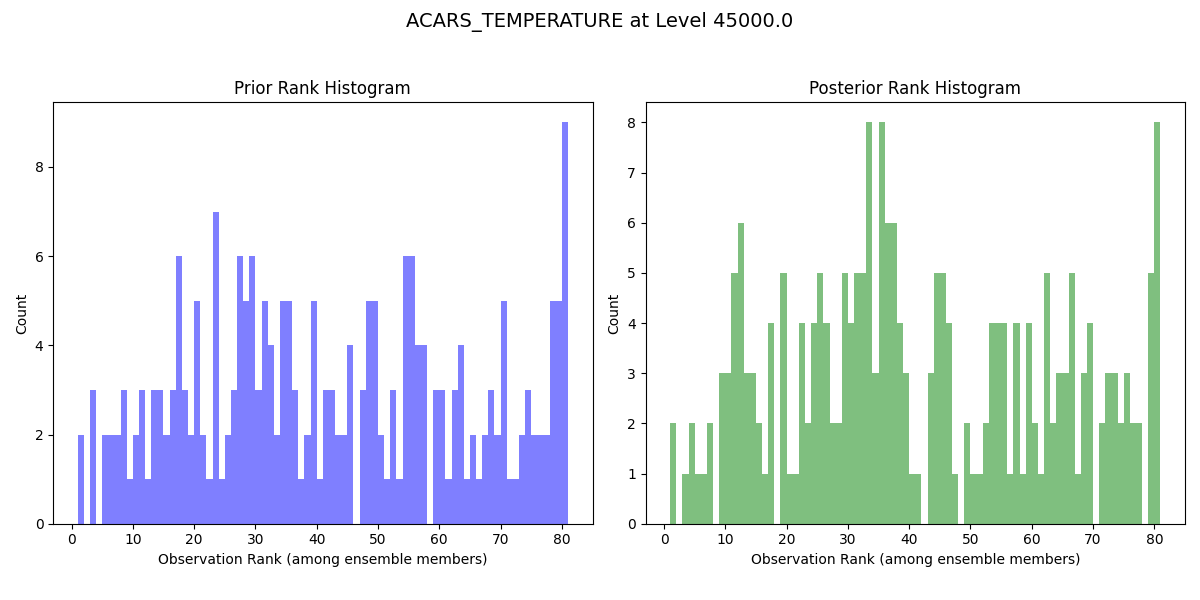 ACARS_TEMPERATURE at Level 45000.0
Prior Rank Histogram
Count
8
6
4
2
0
0 10 20 30 40 50 60 70 80
Observation Rank (among ensemble members)
Posterior Rank Histogram
Count
8
7
6
5
4
3
2
1
0
0 10 20 30 40 50 60 70 80
Observation Rank (among ensemble members)